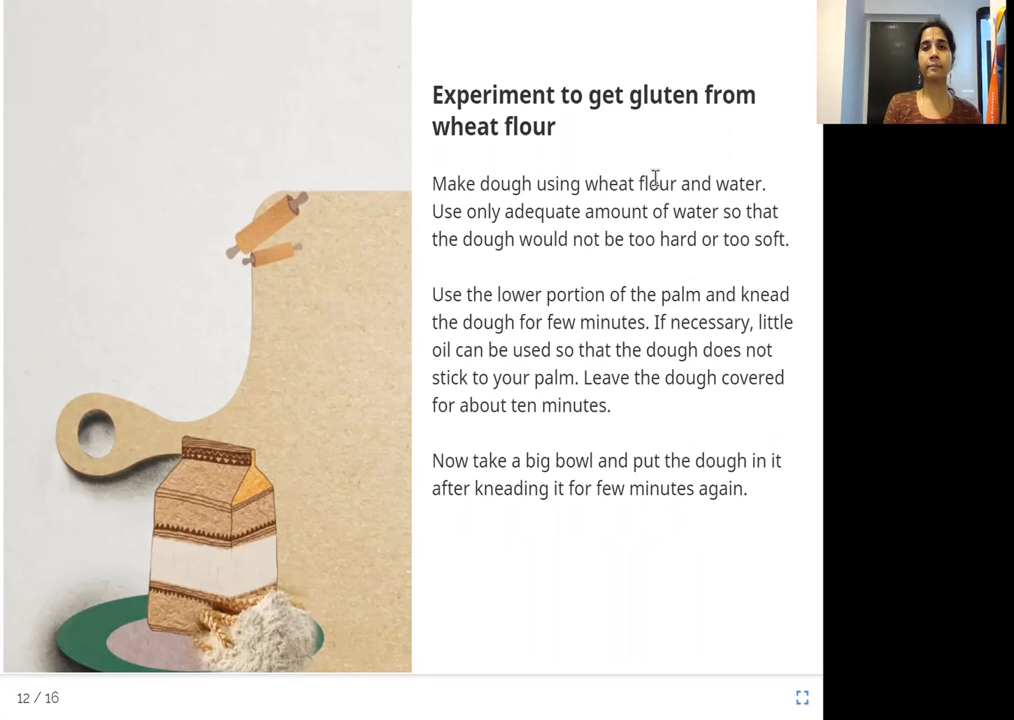 Experiment to get gluten from
wheat flour
Make dough using wheat flour and water.
Use only adequate amount of water so that
the dough would not be too hard or too soft.
Use the lower portion of the palm and knead
the dough for few minutes. If necessary, little
oil can be used so that the dough does not
stick to your palm. Leave the dough covered
for about ten minutes.
Now take a big bowl and put the dough in it
after kneading it for few minutes again.
12 / 16